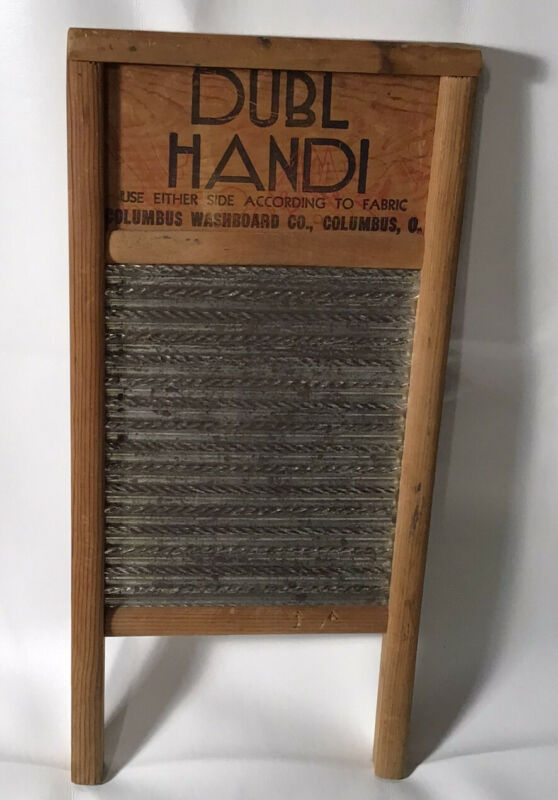 DUBL
HANDI
USE EITHER SIDE ACCORDING TO FABRIC
COLUMBUS WASHBOARD CO., COLUMBUS, O.